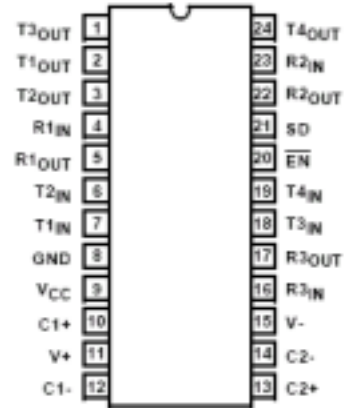 T3OUT 1 24 T4OUT
T1OUT 2 23 R2IN
T2OUT 3 22 R2OUT
R1IN 4 21 SD
R1OUT 5 20 EN
T2IN 6 19 T4IN
T1IN 7 18 T3IN
GND 8 17 R3OUT
VCC 9 16 R3IN
C1+ 10 15 V-
V+ 11 14 C2-
C1- 12 13 C2+